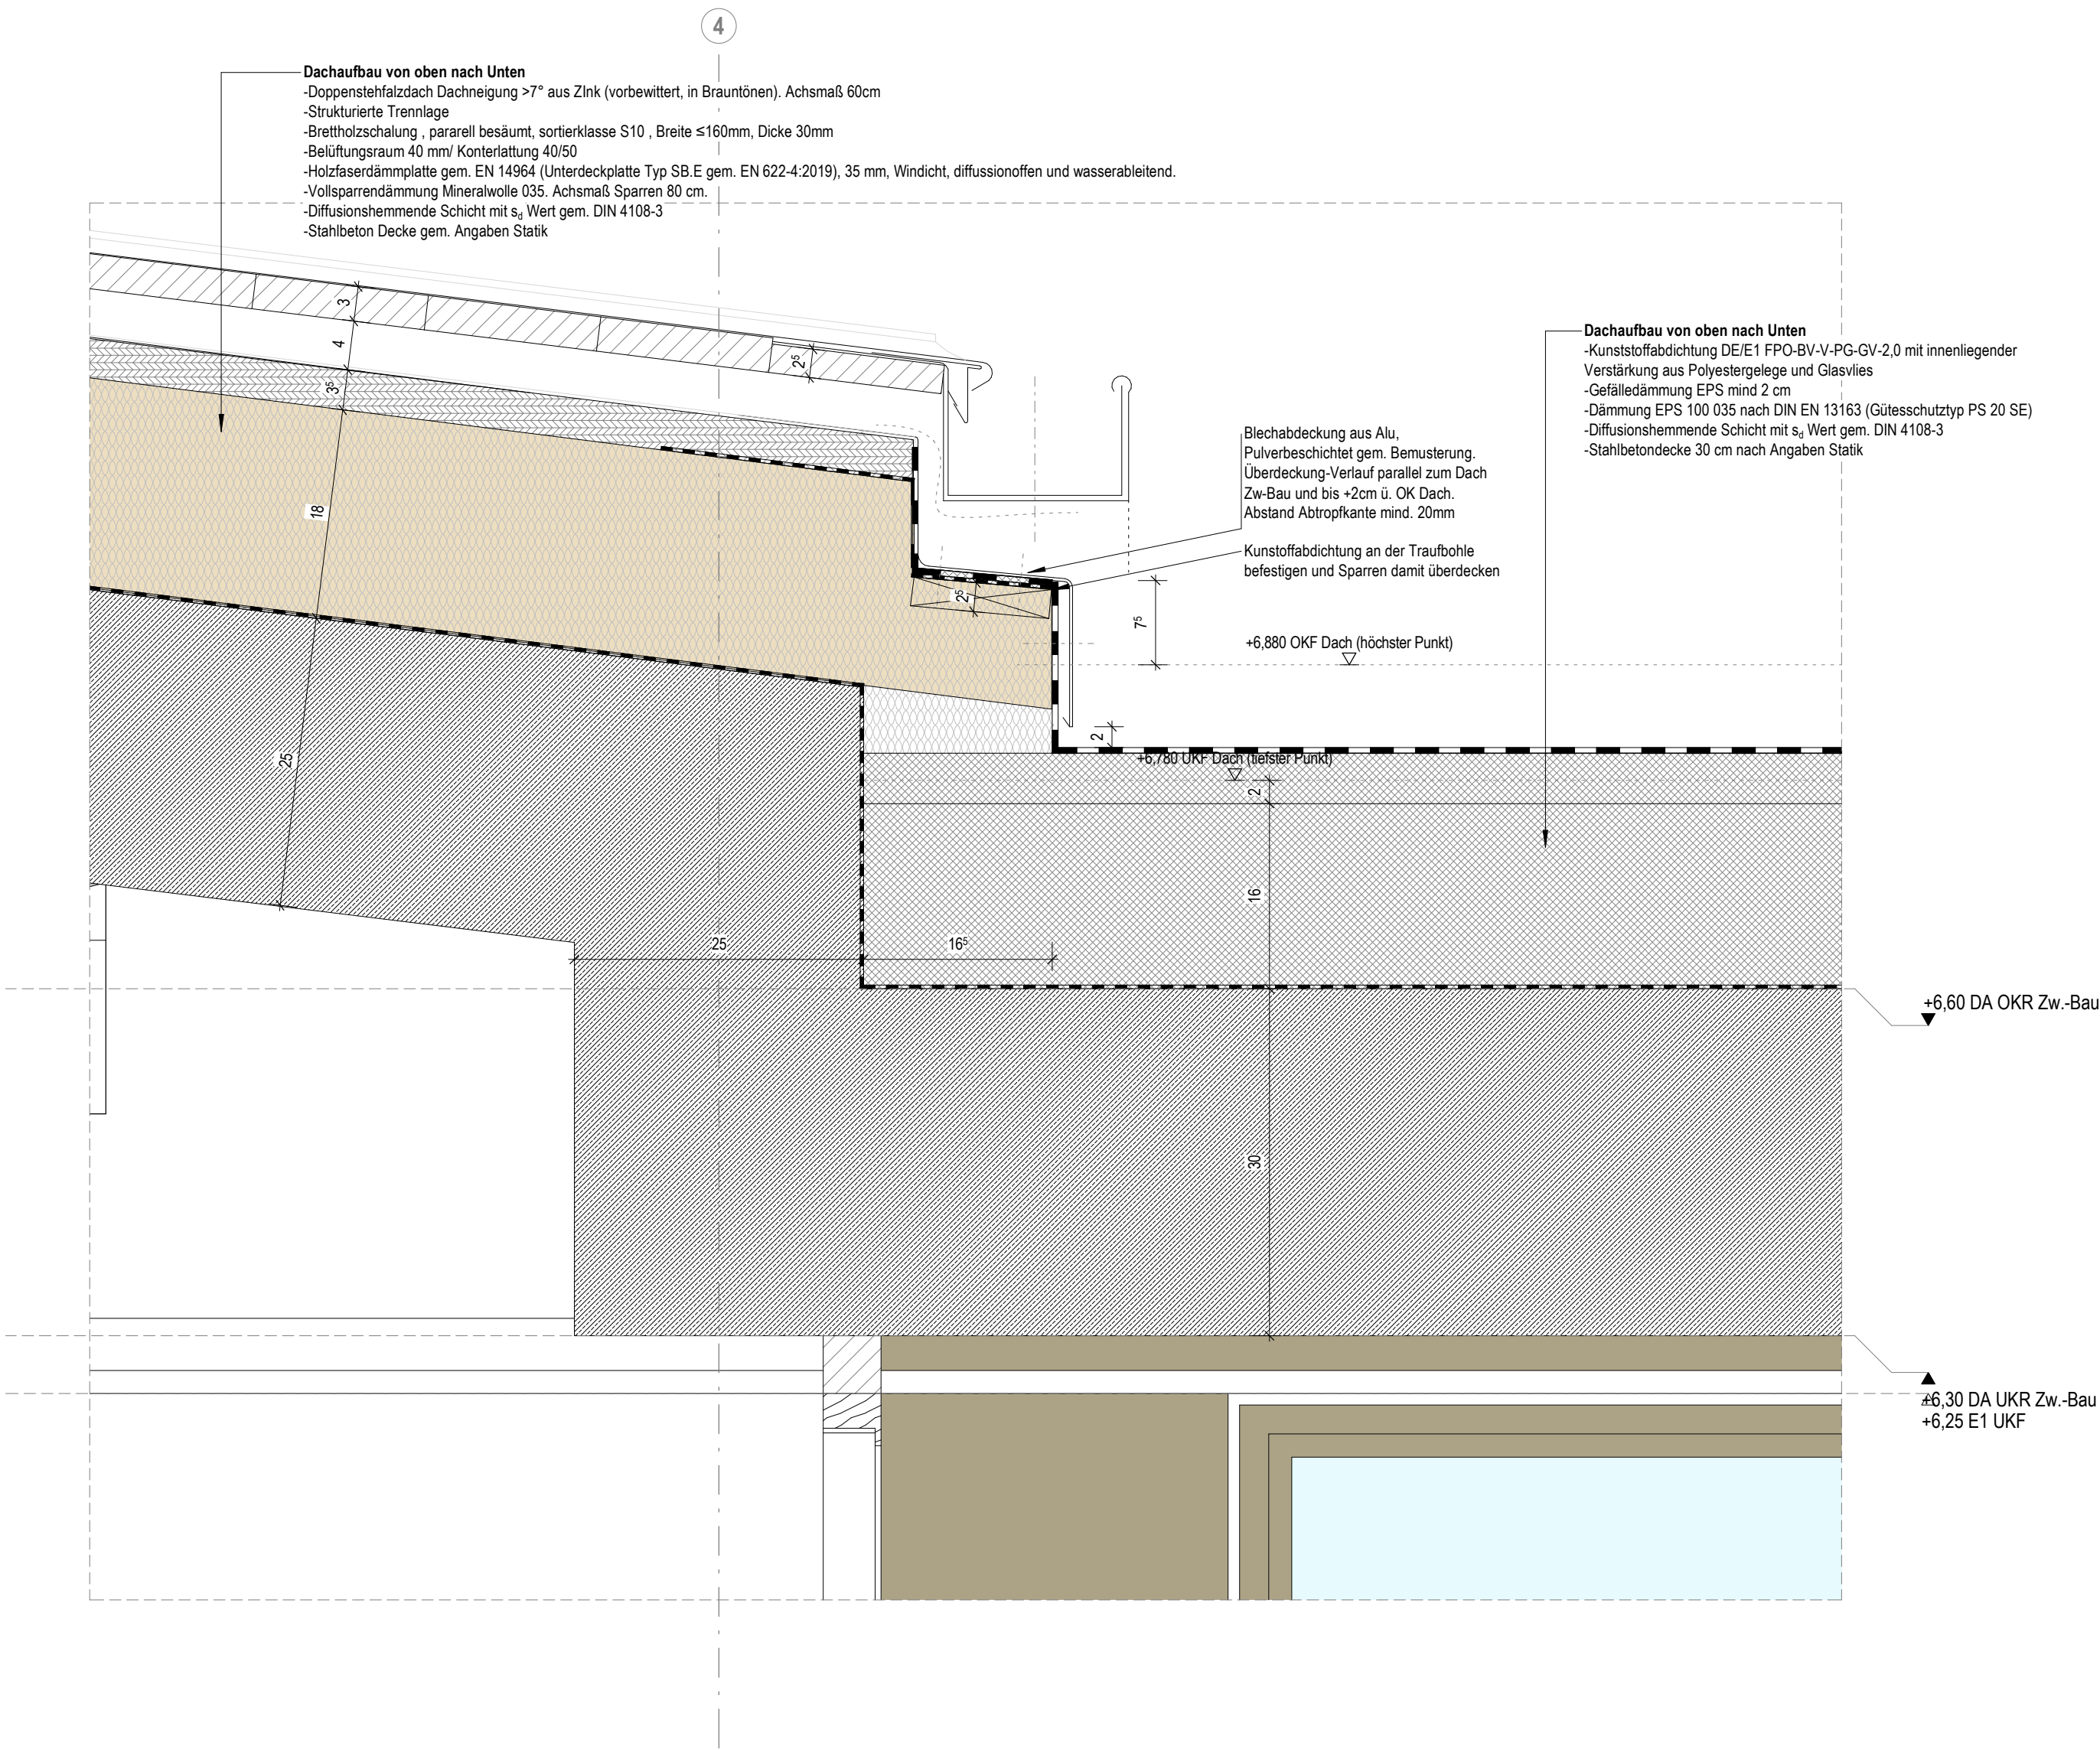 4
Dachaufbau von oben nach Unten
-Doppenstehfalzdach Dachneigung >7° aus ZInk (vorbewittert, in Brauntönen). Achsmaß 60cm
-Strukturierte Trennlage
-Brettholzschalung , pararell besäumt, sortierklasse S10 , Breite ≤160mm, Dicke 30mm
-Belüftungsraum 40 mm/ Konterlattung 40/50
-Holzfaserdämmplatte gem. EN 14964 (Unterdeckplatte Typ SB.E gem. EN 622-4:2019), 35 mm, Windicht, diffussionoffen und wasserableitend.
-Vollsparrendämmung Mineralwolle 035. Achsmaß Sparren 80 cm.
-Diffusionshemmende Schicht mit sd Wert gem. DIN 4108-3
-Stahlbeton Decke gem. Angaben Statik
3
4
3⁵
18
25
2⁵
Dachaufbau von oben nach Unten
-Kunststoffabdichtung DE/E1 FPO-BV-V-PG-GV-2,0 mit innenliegender
Verstärkung aus Polyestergelege und Glasvlies
-Gefälledämmung EPS mind 2 cm
-Dämmung EPS 100 035 nach DIN EN 13163 (Gütesschutztyp PS 20 SE)
-Diffusionshemmende Schicht mit sd Wert gem. DIN 4108-3
-Stahlbetondecke 30 cm nach Angaben Statik
Blechabdeckung aus Alu,
Pulverbeschichtet gem. Bemusterung.
Überdeckung-Verlauf parallel zum Dach
Zw-Bau und bis +2cm ü. OK Dach.
Abstand Abtropfkante mind. 20mm
Kunstoffabdichtung an der Traufbohle
befestigen und Sparren damit überdecken
2⁵
7⁵
+6,880 OKF Dach (höchster Punkt)
2
+6,780 UKF Dach (tiefster Punkt)
2
16
25
16⁵
30
+6,60 DA OKR Zw.-Bau
+6,30 DA UKR Zw.-Bau
+6,25 E1 UKF